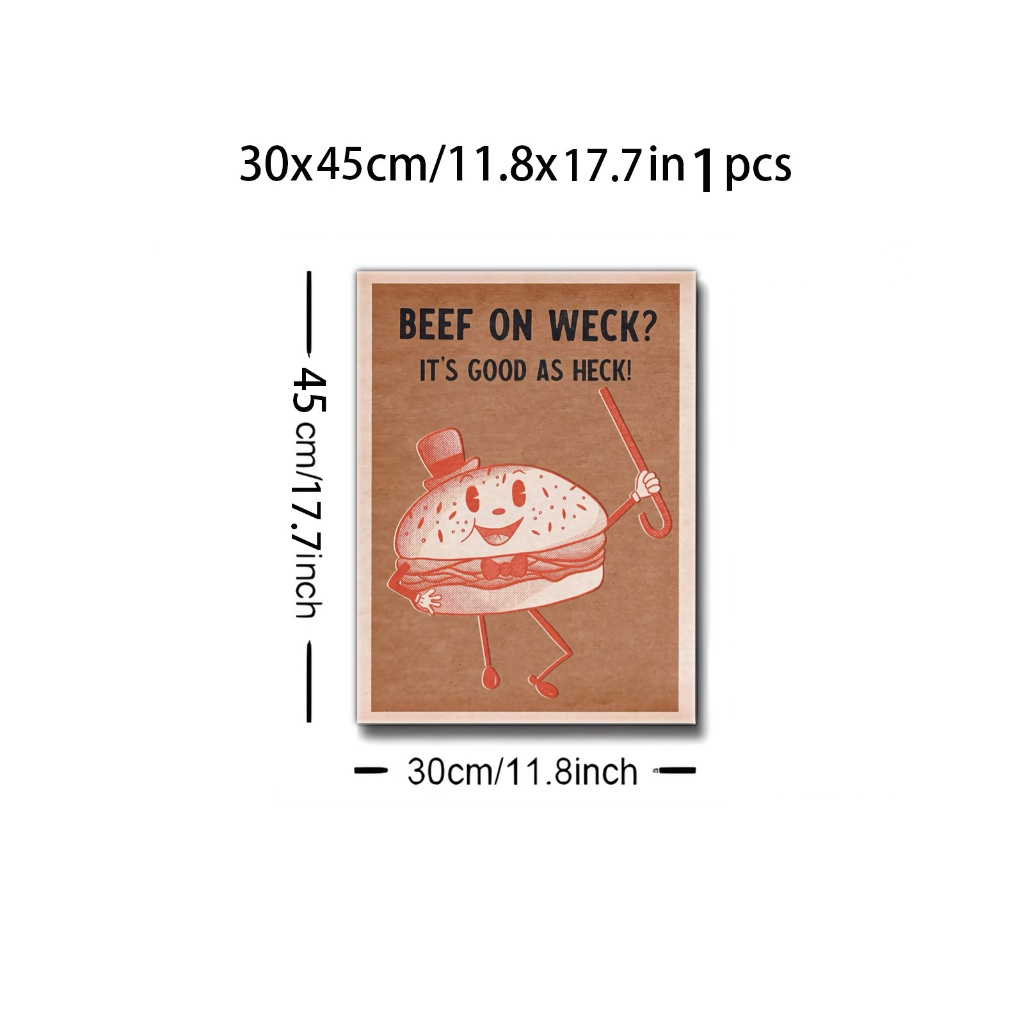 30x45cm/11.8x17.7in 1 pcs
BEEF ON WECK?
IT'S GOOD AS HECK!
45 cm/17.7inch
30cm/11.8inch